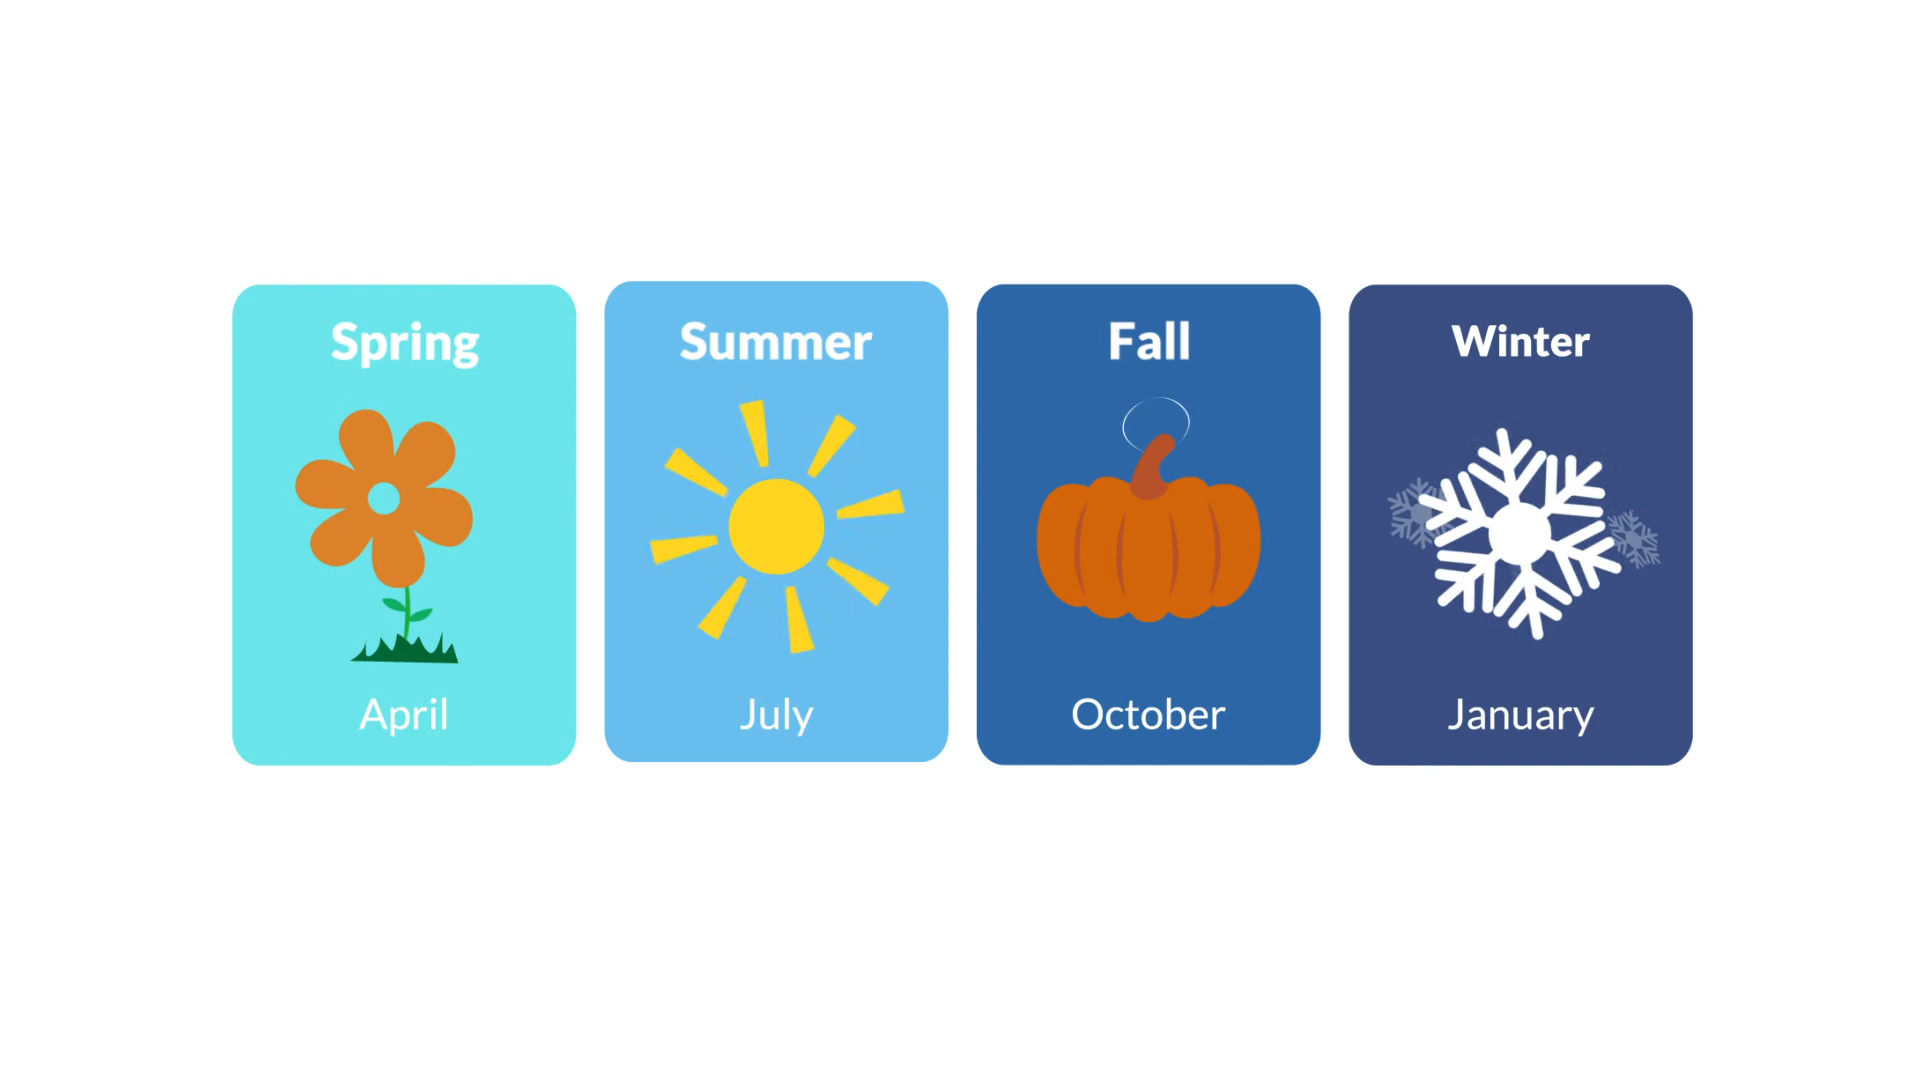 Spring
April
Summer
July
Fall
October
Winter
January